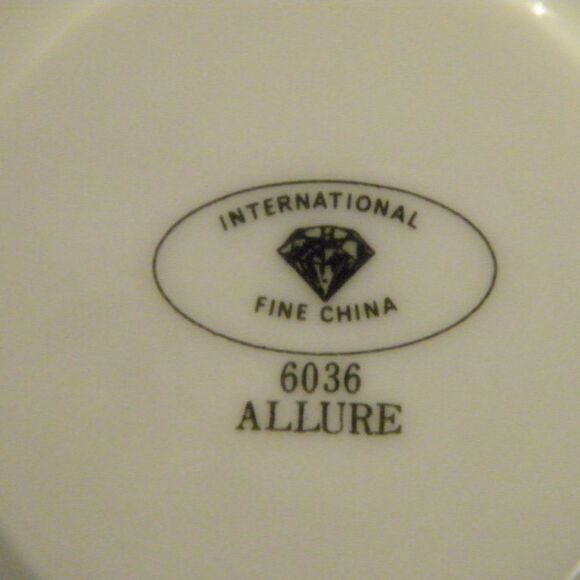 INTERNATIONAL
FINE CHINA
6036
ALLURE